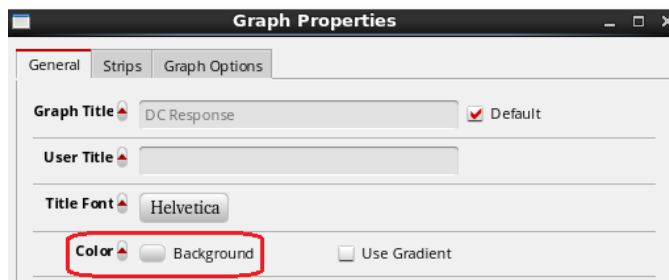 Graph Properties
General Strips Graph Options
Graph Title DC Response Default
User Title
Title Font Helvetica
Color Background Use Gradient